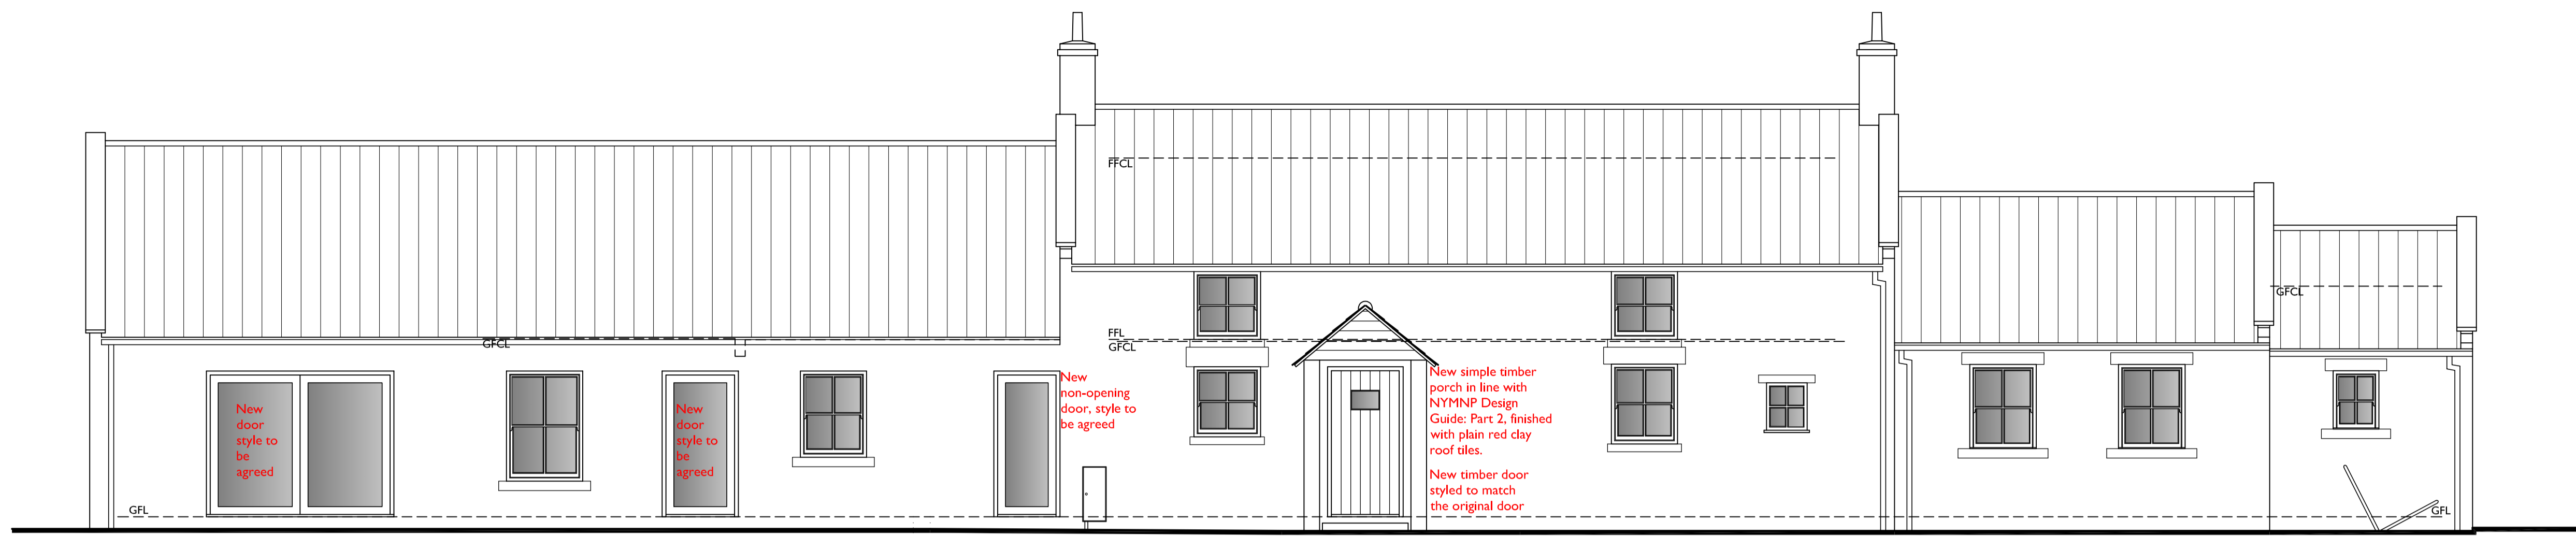 FFCL
GFCL
FFL
GFCL
GFCL
New
door
style to
be
agreed
New
door
style to
be
agreed
New
non-opening
door, style to
be agreed
New simple timber
porch in line with
NYMNP Design
Guide: Part 2, finished
with plain red clay
roof tiles.
New timber door
styled to match
the original door
GFL
GFL